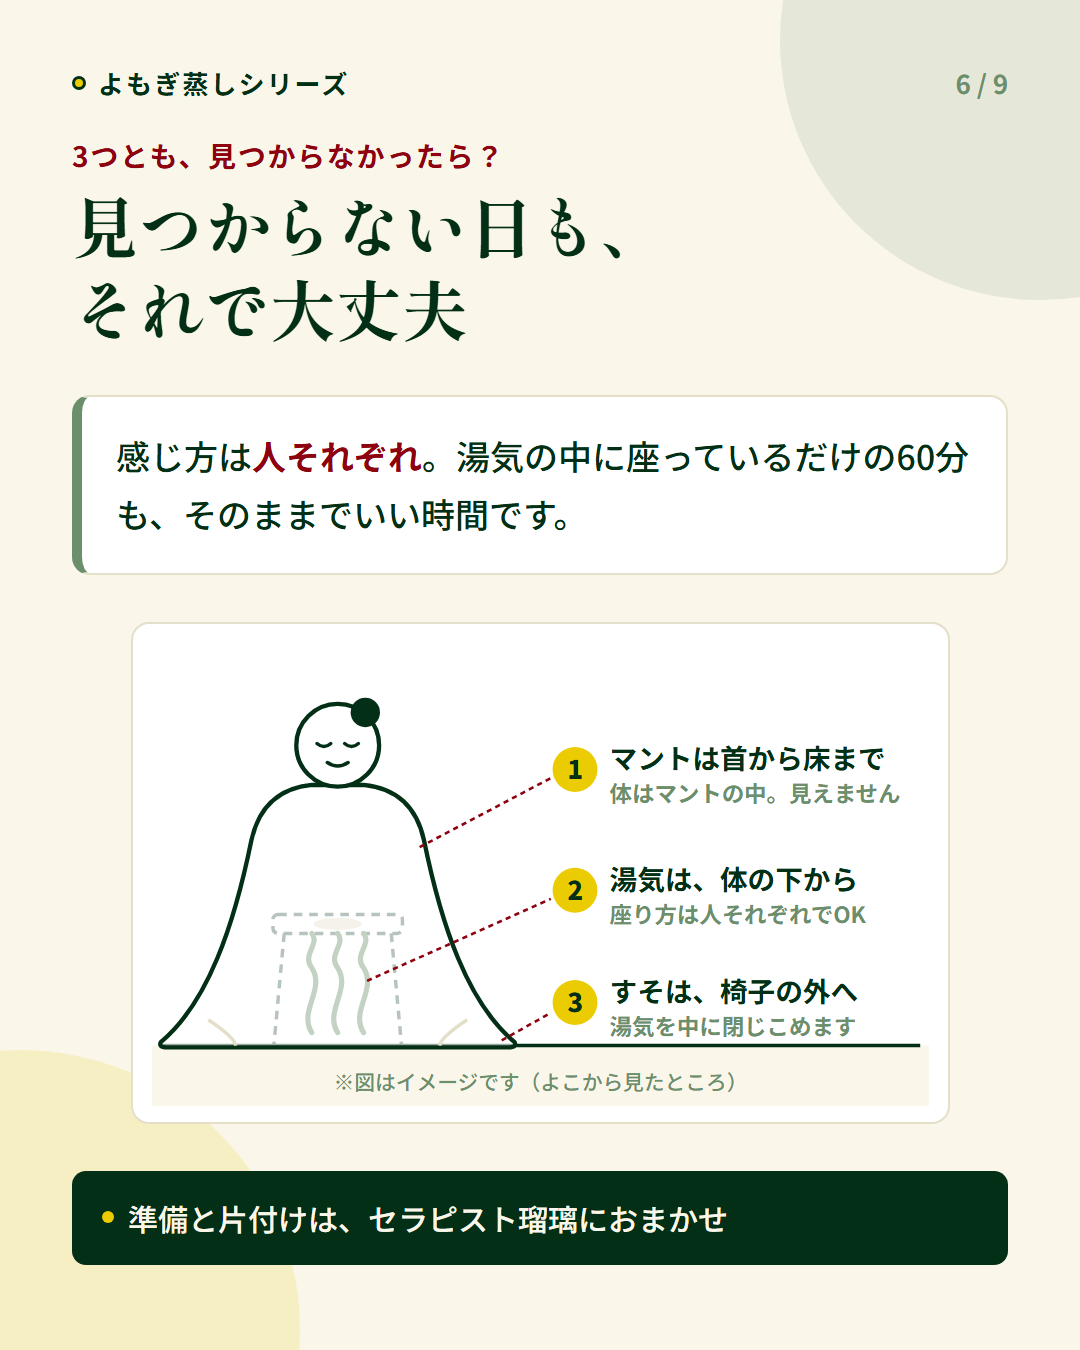 よもぎ蒸しシリーズ
6 / 9
3つとも、見つからなかったら？
見つからない日も、
それで大丈夫
感じ方は人それぞれ。湯気の中に座っているだけの60分
も、そのままでいい時間です。
1 マントは首から床まで
体はマントの中。見えません
2 湯気は、体の下から
座り方は人それぞれでOK
3 すそは、椅子の外へ
湯気を中に閉じこめます
※図はイメージです（よこから見たところ）
準備と片付けは、セラピスト瑠璃におまかせ